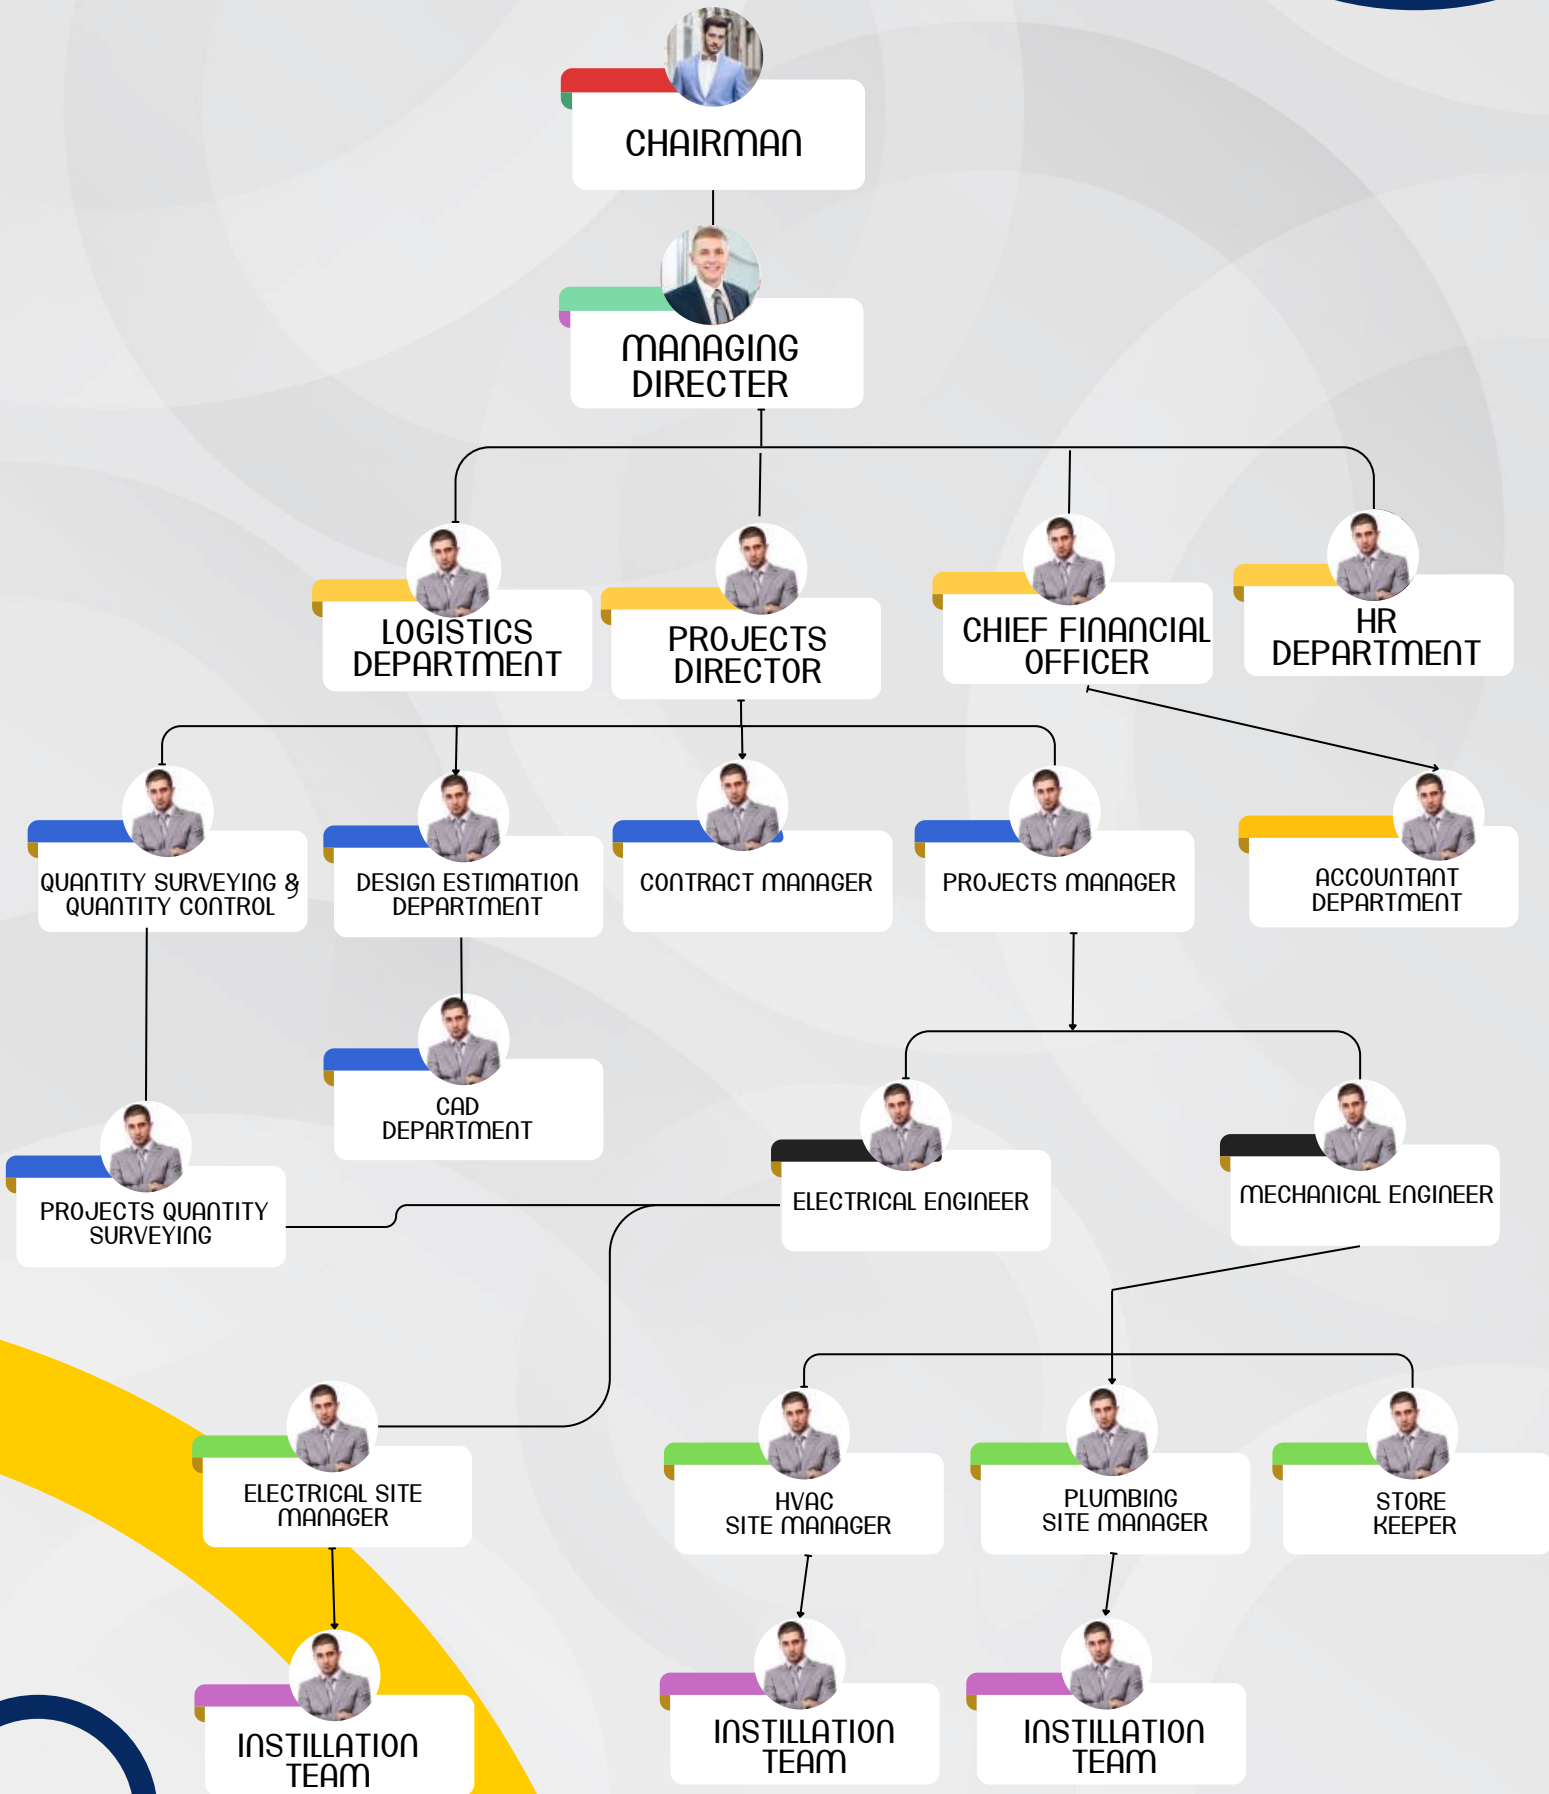 CHAIRMAN
MANAGING
DIRECTER
LOGISTICS
DEPARTMENT
PROJECTS
DIRECTOR
CHIEF FINANCIAL
OFFICER
HR
DEPARTMENT
QUANTITY SURVEYING &
QUANTITY CONTROL
DESIGN ESTIMATION
DEPARTMENT
CONTRACT MANAGER
PROJECTS MANAGER
ACCOUNTANT
DEPARTMENT
CAD
DEPARTMENT
PROJECTS QUANTITY
SURVEYING
ELECTRICAL ENGINEER
MECHANICAL ENGINEER
ELECTRICAL SITE
MANAGER
HVAC
SITE MANAGER
PLUMBING
SITE MANAGER
STORE
KEEPER
INSTILLATION
TEAM
INSTILLATION
TEAM
INSTILLATION
TEAM